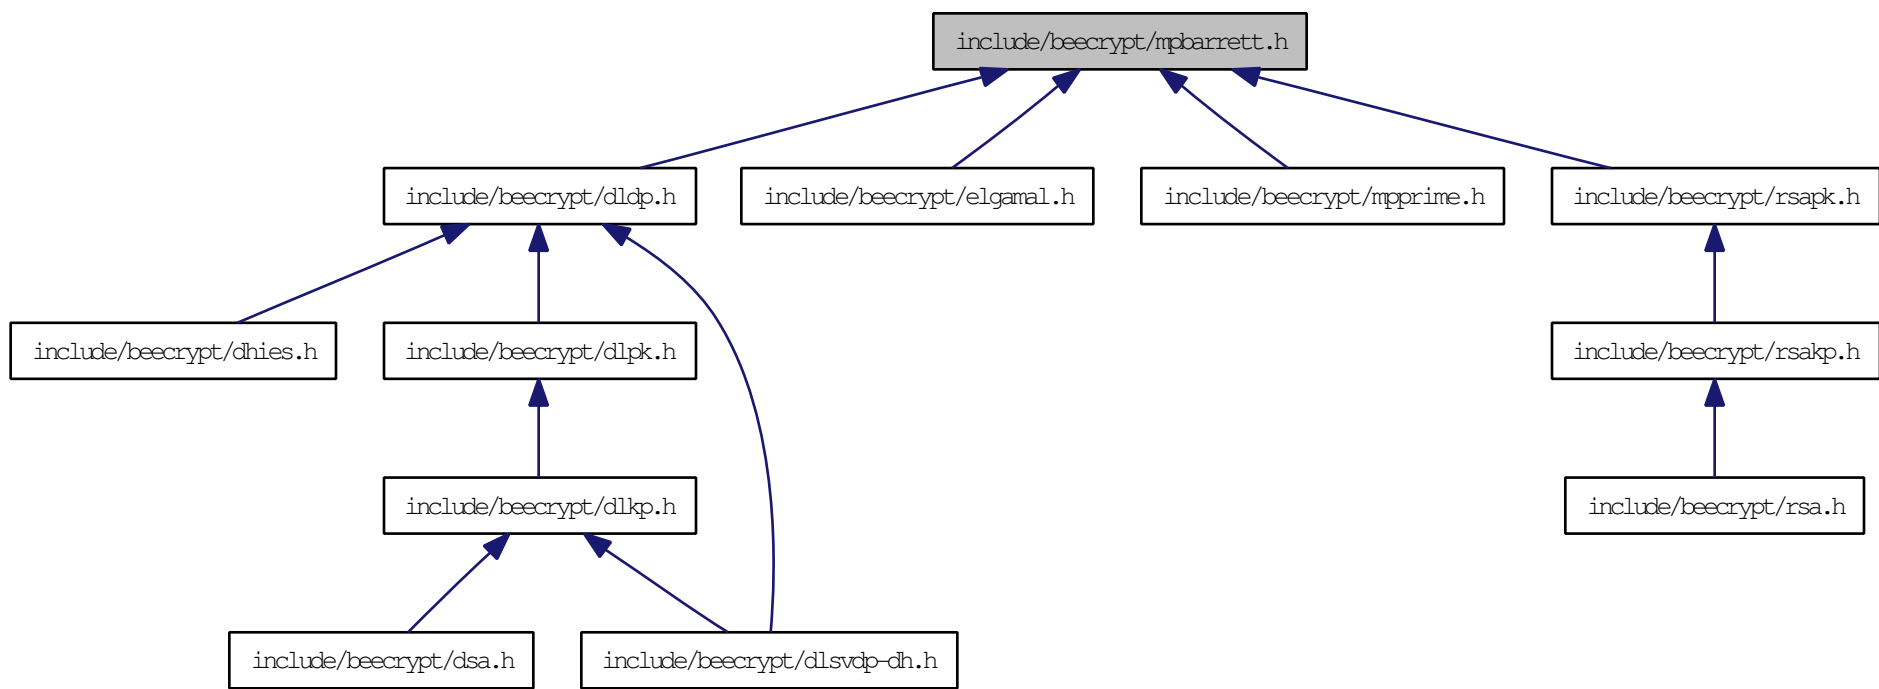 include/beecrypt/mpbarrett.h
include/beecrypt/dldp.h
include/beecrypt/elgamal.h
include/beecrypt/mpprime.h
include/beecrypt/rsapk.h
include/beecrypt/dhies.h
include/beecrypt/dlpk.h
include/beecrypt/rsakp.h
include/beecrypt/dlkp.h
include/beecrypt/rsa.h
include/beecrypt/dsa.h
include/beecrypt/dlsvdp-dh.h